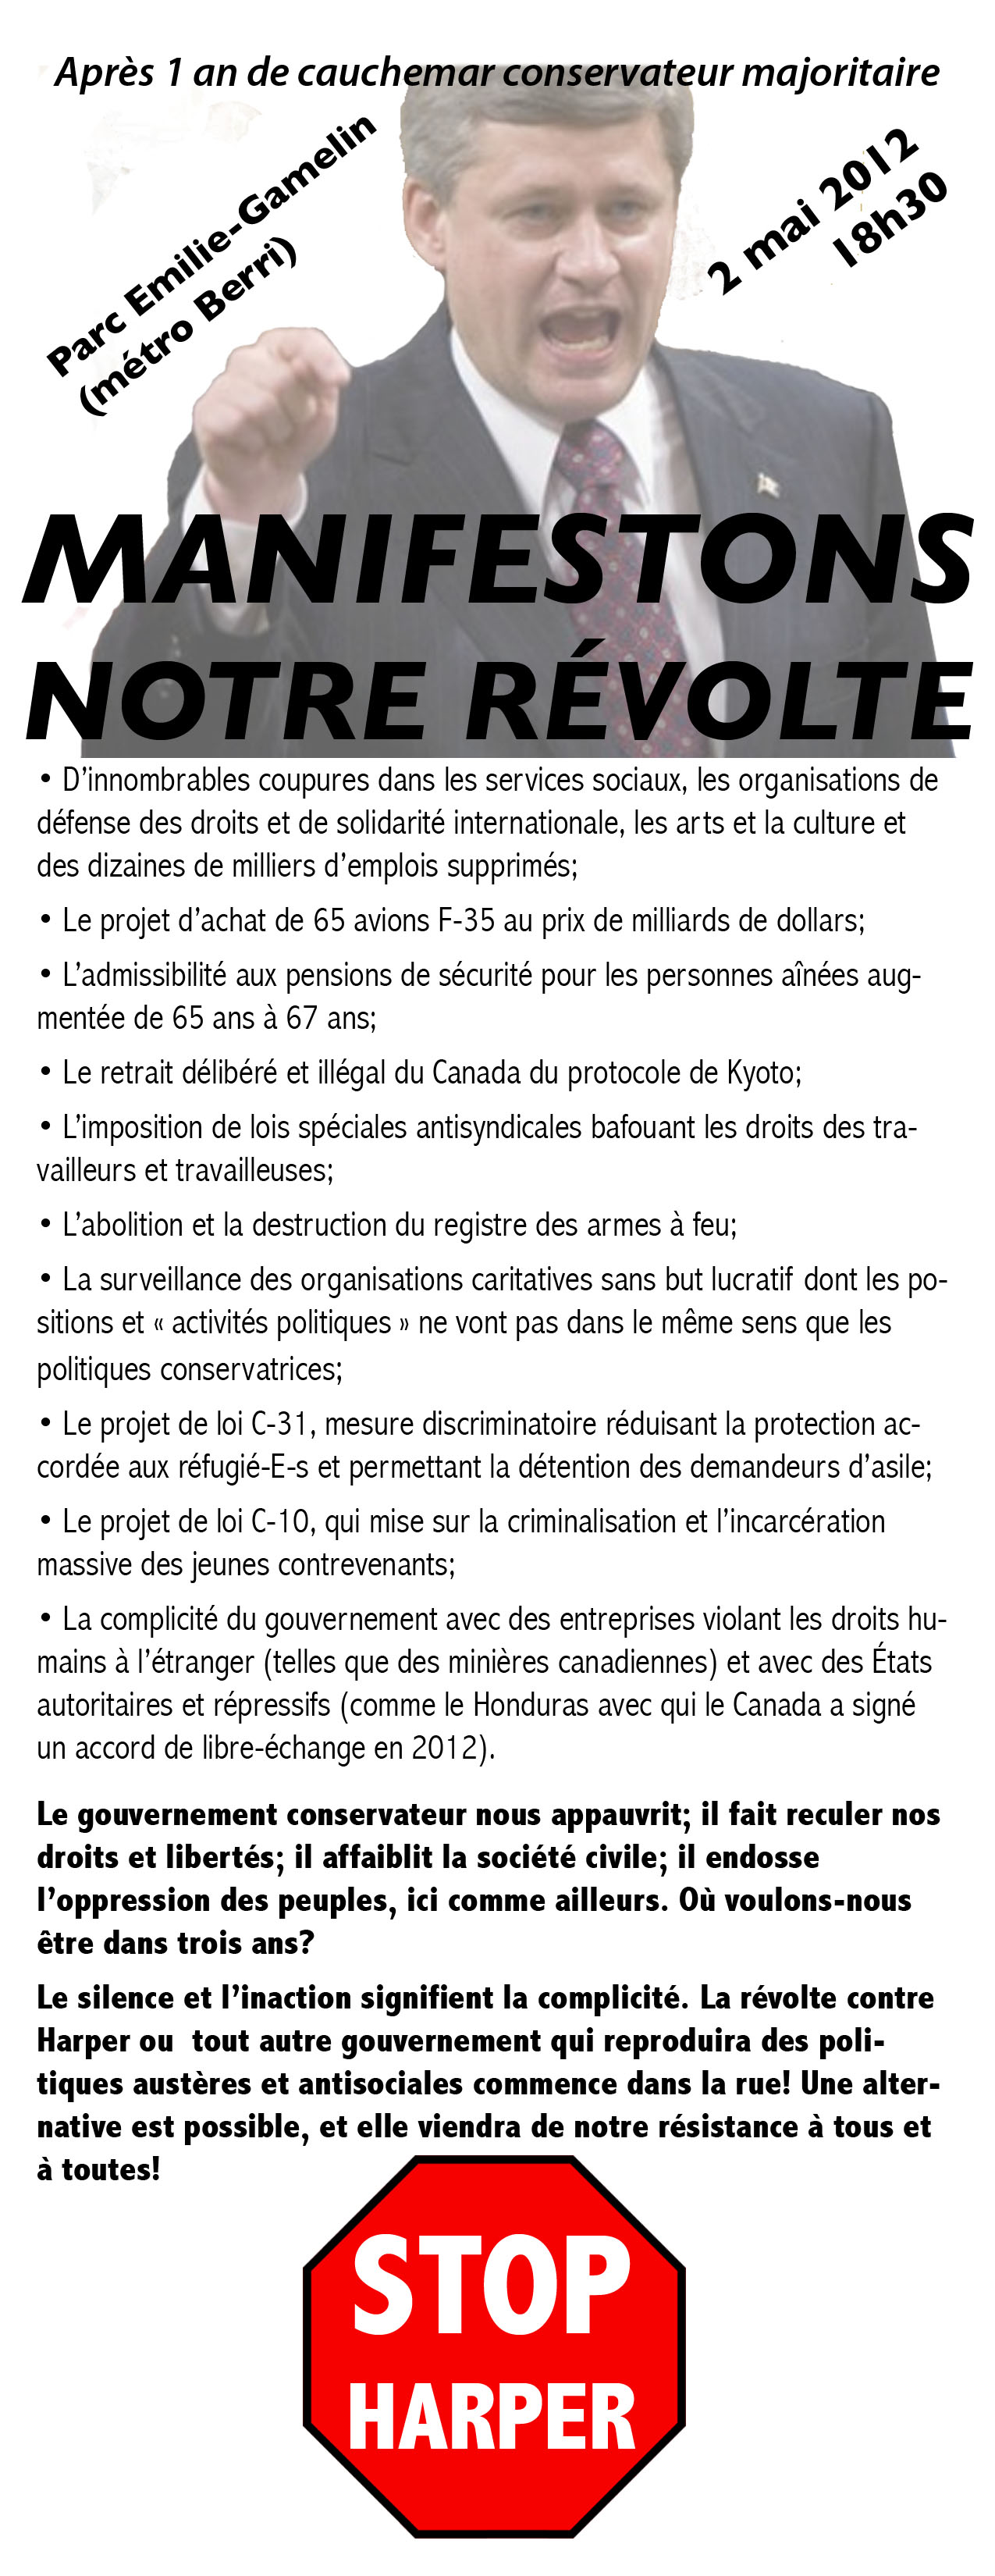 Après 1 an de cauchemar conservateur majoritaire
Parc Emilie-Gamelin
(métro Berri)
2 mai 2012
18h30
MANIFESTONS
NOTRE RÉVOLTE
• D’innombrables coupures dans les services sociaux, les organisations de
défense des droits et de solidarité internationale, les arts et la culture et
des dizaines de milliers d’emplois supprimés;
• Le projet d’achat de 65 avions F-35 au prix de milliards de dollars;
• L’admissibilité aux pensions de sécurité pour les personnes aînées aug-
mentée de 65 ans à 67 ans;
• Le retrait délibéré et illégal du Canada du protocole de Kyoto;
• L’imposition de lois spéciales antisyndicales bafouant les droits des tra-
vailleurs et travailleuses;
• L’abolition et la destruction du registre des armes à feu;
• La surveillance des organisations caritatives sans but lucratif dont les po-
sitions et « activités politiques » ne vont pas dans le même sens que les
politiques conservatrices;
• Le projet de loi C-31, mesure discriminatoire réduisant la protection ac-
cordée aux réfugié-E-s et permettant la détention des demandeurs d’asile;
• Le projet de loi C-10, qui mise sur la criminalisation et l’incarcération
massive des jeunes contrevenants;
• La complicité du gouvernement avec des entreprises violant les droits hu-
mains à l’étranger (telles que des minières canadiennes) et avec des États
autoritaires et répressifs (comme le Honduras avec qui le Canada a signé
un accord de libre-échange en 2012).
Le gouvernement conservateur nous appauvrit; il fait reculer nos
droits et libertés; il affaiblit la société civile; il endosse
l’oppression des peuples, ici comme ailleurs. Où voulons-nous
être dans trois ans?
Le silence et l’inaction signifient la complicité. La révolte contre
Harper ou  tout autre gouvernement qui reproduira des poli-
tiques austères et antisociales commence dans la rue! Une alter-
native est possible, et elle viendra de notre résistance à tous et
à toutes!
STOP
HARPER